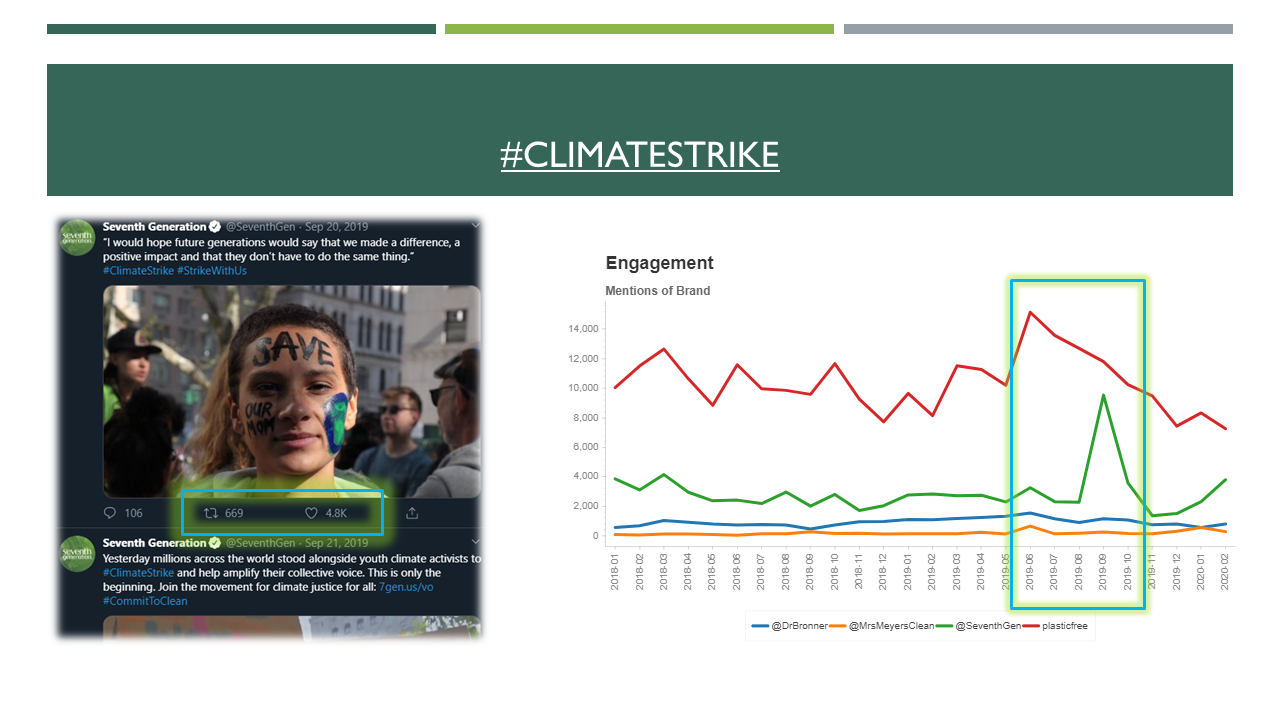 #CLIMATESTRIKE
Seventh Generation @SeventhGen · Sep 20, 2019
"I would hope future generations would say that we made a difference, a
positive impact and that they don't have to do the same thing."
#ClimateStrike #StrikeWithUs
seventh
generation
SAVE
OUR
MOM
106 669 4.8K
Seventh Generation @SeventhGen · Sep 21, 2019
Yesterday millions across the world stood alongside youth climate activists to
#ClimateStrike and help amplify their collective voice. This is only the
beginning. Join the movement for climate justice for all: 7gen.us/vo
#CommitToClean
seventh
generation
Engagement
Mentions of Brand
14,000
12,000
10,000
8,000
6,000
4,000
2,000
0
2018-01
2018-02
2018-03
2018-04
2018-05
2018-06
2018-07
2018-08
2018-09
2018-10
2018-11
2018-12
2019-01
2019-02
2019-03
2019-04
2019-05
2019-06
2019-07
2019-08
2019-09
2019-10
2019-11
2019-12
2020-01
2020-02
@DrBronner @MrsMeyersClean @SeventhGen plasticfree